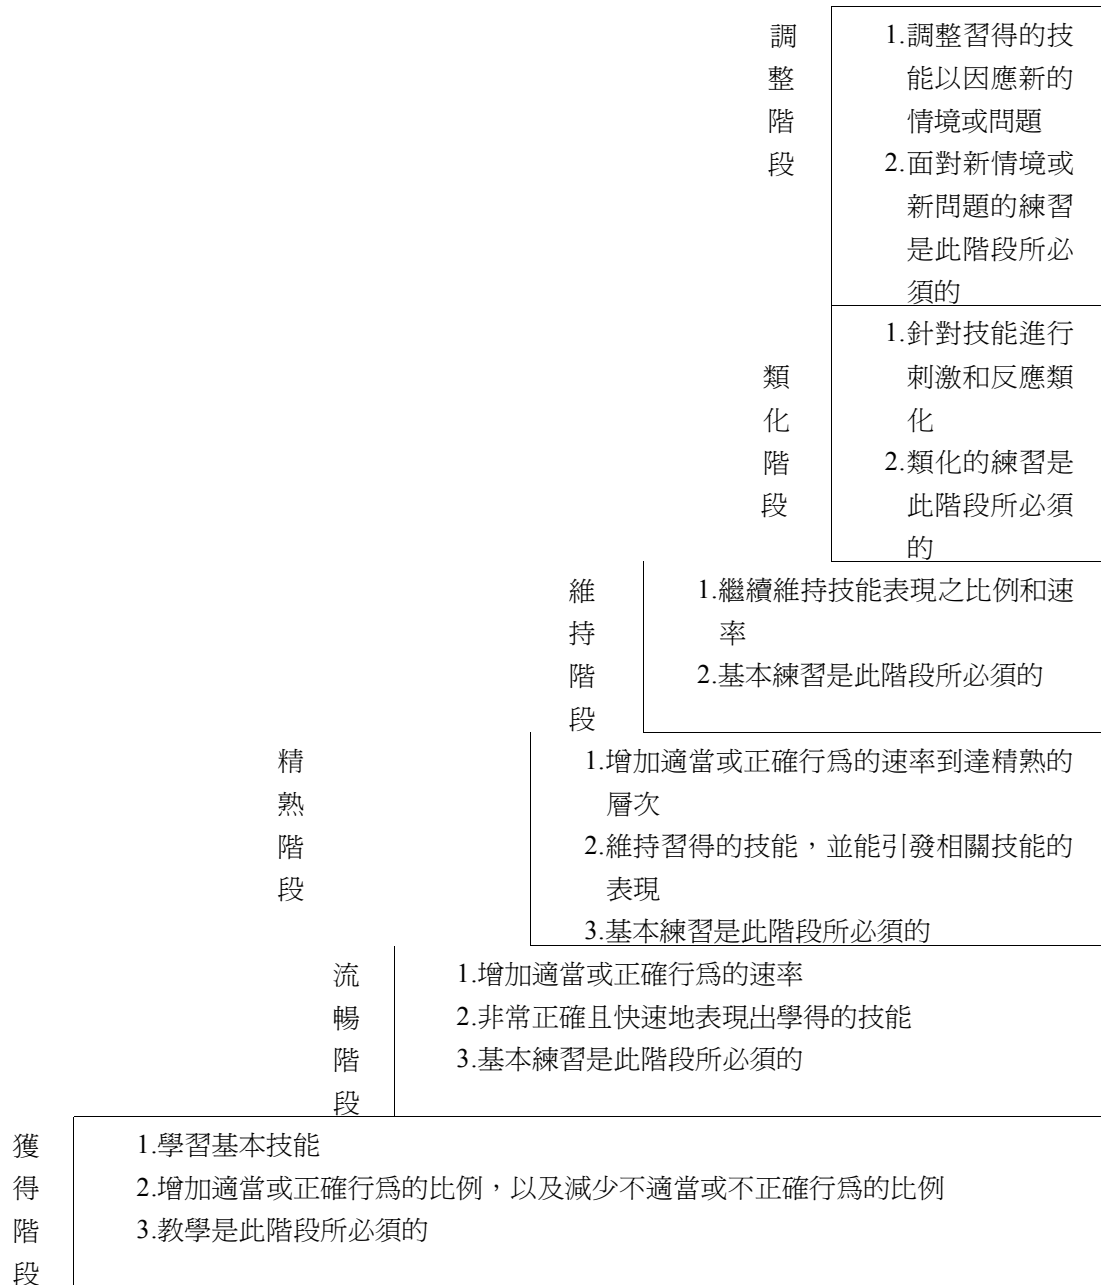 調整階段
1.調整習得的技
能以因應新的
情境或問題
2.面對新情境或
新問題的練習
是此階段所必
須的
類化階段
1.針對技能進行
刺激和反應類
化
2.類化的練習是
此階段所必須
的
維持階段
1.繼續維持技能表現之比例和速
率
2.基本練習是此階段所必須的
精熟階段
1.增加適當或正確行為的速率到達精熟的
層次
2.維持習得的技能，並能引發相關技能的
表現
3.基本練習是此階段所必須的
流暢階段
1.增加適當或正確行為的速率
2.非常正確且快速地表現出學得的技能
3.基本練習是此階段所必須的
獲得階段
1.學習基本技能
2.增加適當或正確行為的比例，以及減少不適當或不正確行為的比例
3.教學是此階段所必須的